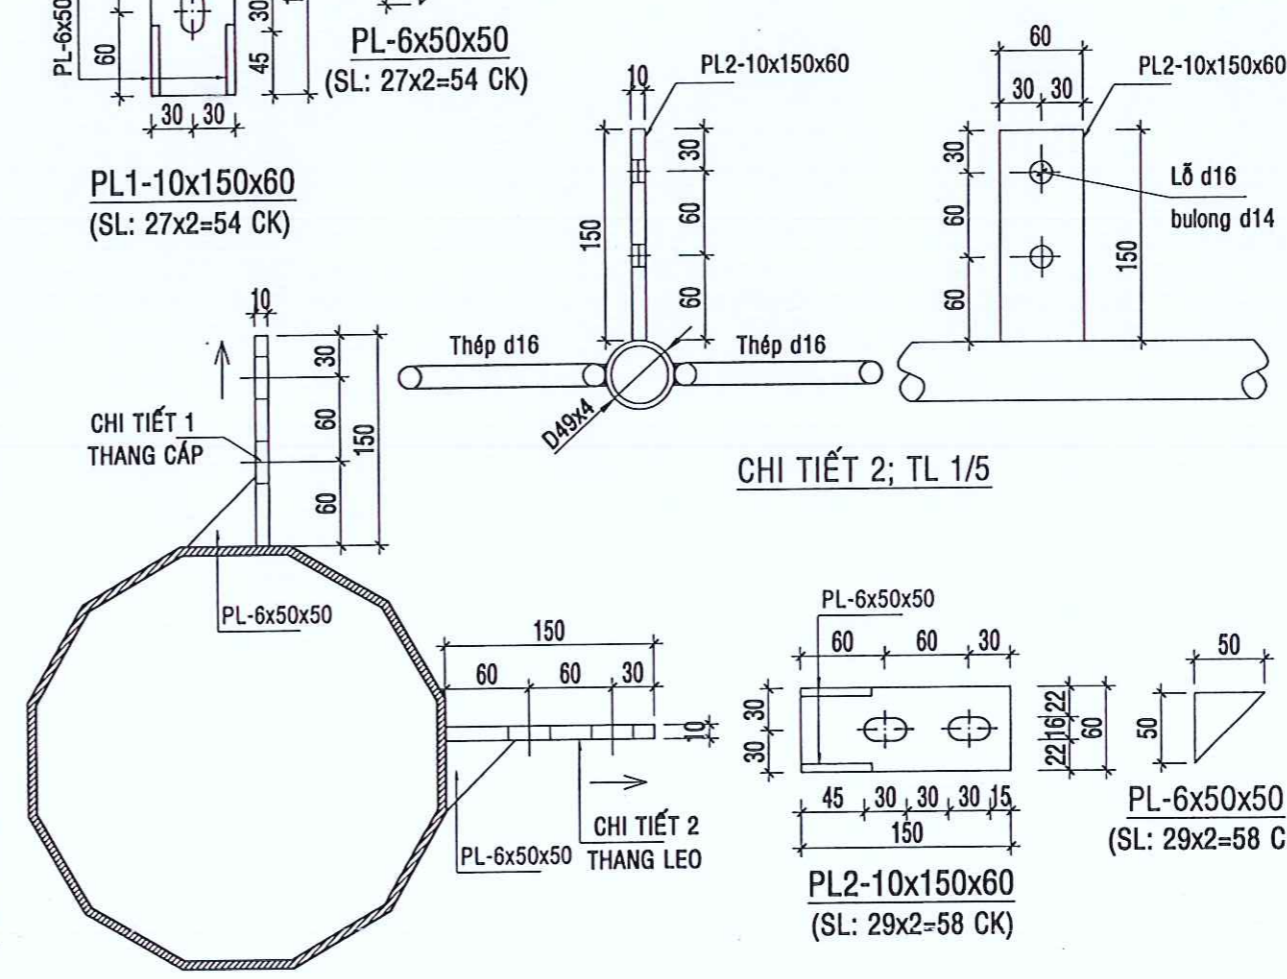 PL-6x50
60
30
45
30 30
PL1-10x150x60
(SL: 27x2=54 CK)
PL-6x50x50
(SL: 27x2=54 CK)
10
PL2-10x150x60
30
60
60
150
Thép d16
Thép d16
D49x4
60
30 30
PL2-10x150x60
30
60
60
150
Lỗ d16
bulong d14
CHI TIẾT 2; TL 1/5
10
30
60
60
150
CHI TIẾT 1
THANG CÁP
PL-6x50x50
150
60 60 30
10
PL-6x50x50
CHI TIẾT 2
THANG LEO
PL-6x50x50
60 60 30
30
30
22
16
22
60
45 30 30 30 15
150
PL2-10x150x60
(SL: 29x2=58 CK)
50
50
PL-6x50x50
(SL: 29x2=58 C